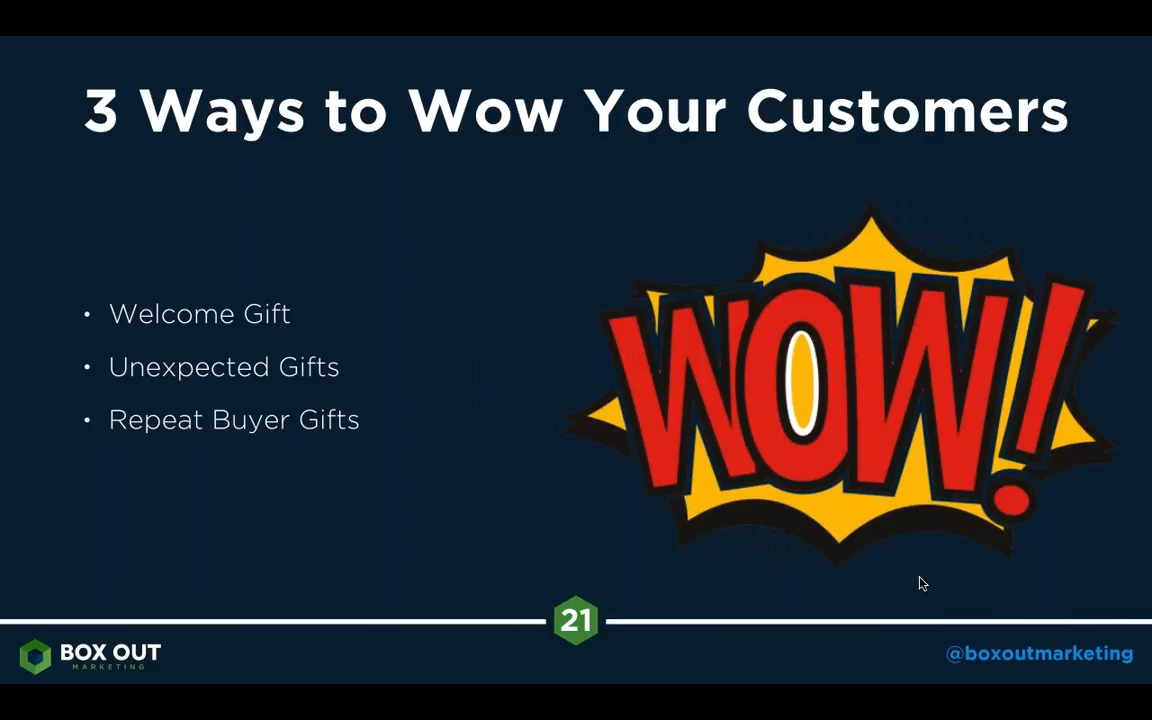 3 Ways to Wow Your Customers
• Welcome Gift
• Unexpected Gifts
• Repeat Buyer Gifts
WOW!
21
BOX OUT
MARKETING
@boxoutmarketing